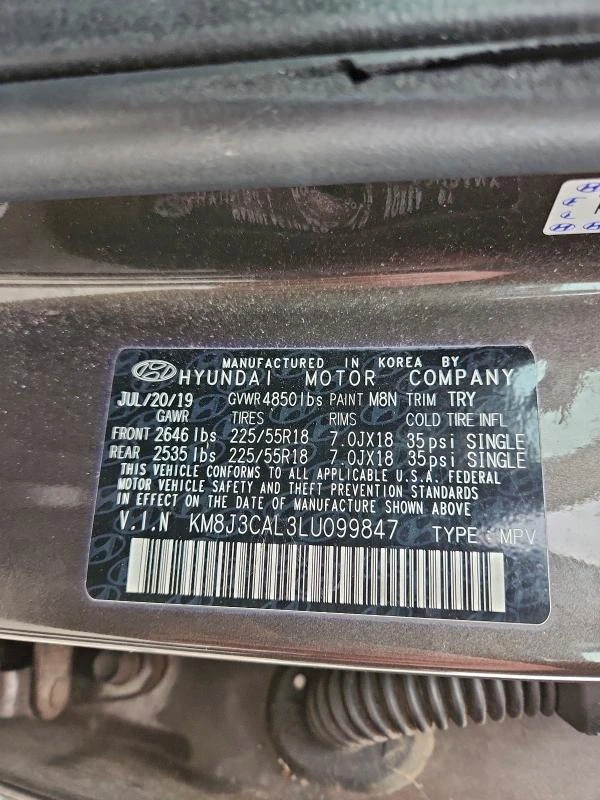 MANUFACTURED IN KOREA BY
HYUNDAI MOTOR COMPANY
JUL/20/19 GVWR 4850lbs PAINT M8N TRIM TRY
GAWR TIRES RIMS COLD TIRE INFL
FRONT 2646 lbs 225/55R18 7.0JX18 35psi SINGLE
REAR 2535 lbs 225/55R18 7.0JX18 35psi SINGLE
THIS VEHICLE CONFORMS TO ALL APPLICABLE U.S.A. FEDERAL
MOTOR VEHICLE SAFETY AND THEFT PREVENTION STANDARDS
IN EFFECT ON THE DATE OF MANUFACTURE SHOWN ABOVE.
V.I.N KM8J3CAL3LU099847 TYPE : MPV